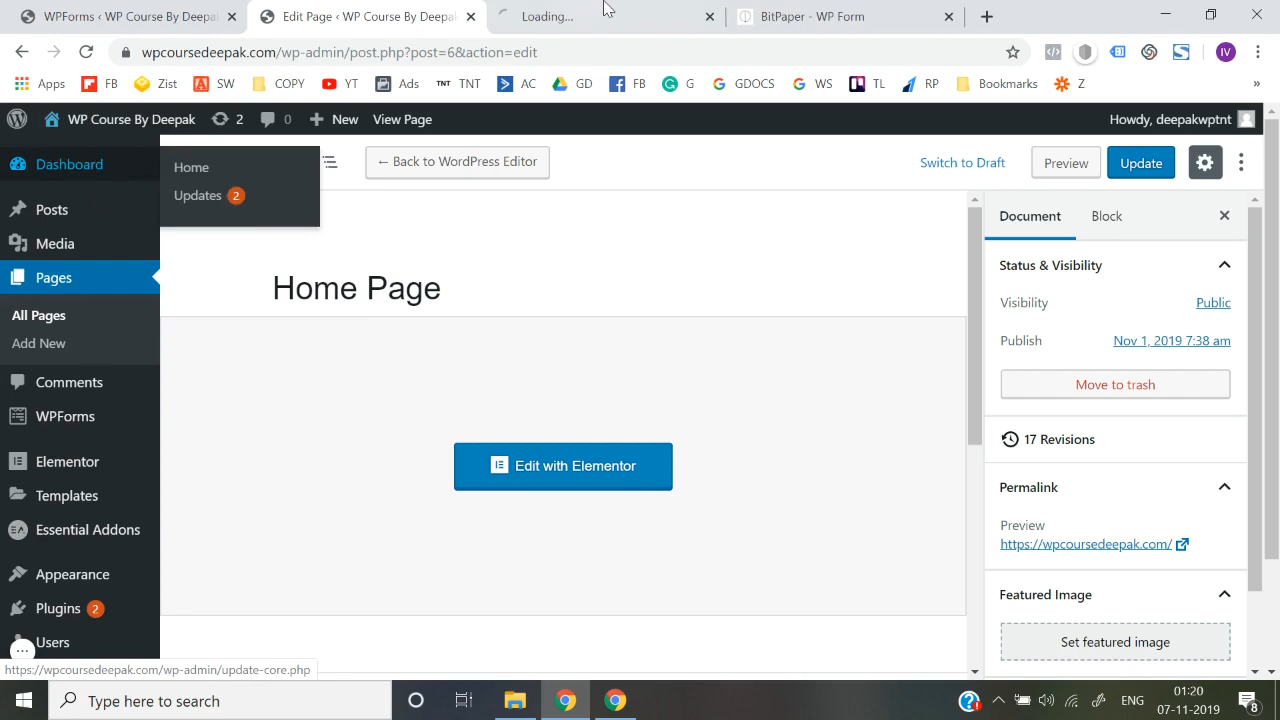 WPForms ‹ WP Course By Deepak
Edit Page ‹ WP Course By Deepak
Loading...
BitPaper - WP Form
wpcoursedeepak.com/wp-admin/post.php?post=6&action=edit
IV
Apps
FB
Zist
SW
COPY
YT
Ads
TNT TNT
AC
GD
FB
G
GDOCS
WS
TL
RP
Bookmarks
Z
»
WP Course By Deepak
2
0
New
View Page
Howdy, deepakwptnt
Dashboard
Home
Updates 2
Posts
Media
Pages
All Pages
Add New
Comments
WPForms
Elementor
Templates
Essential Addons
Appearance
Plugins 2
Users
← Back to WordPress Editor
Switch to Draft
Preview
Update
Home Page
Edit with Elementor
Document
Block
Status & Visibility
Visibility
Public
Publish
Nov 1, 2019 7:38 am
Move to trash
17 Revisions
Permalink
Preview
https://wpcoursedeepak.com/
Featured Image
Set featured image
https://wpcoursedeepak.com/wp-admin/update-core.php
Type here to search
ENG
01:20
07-11-2019
8